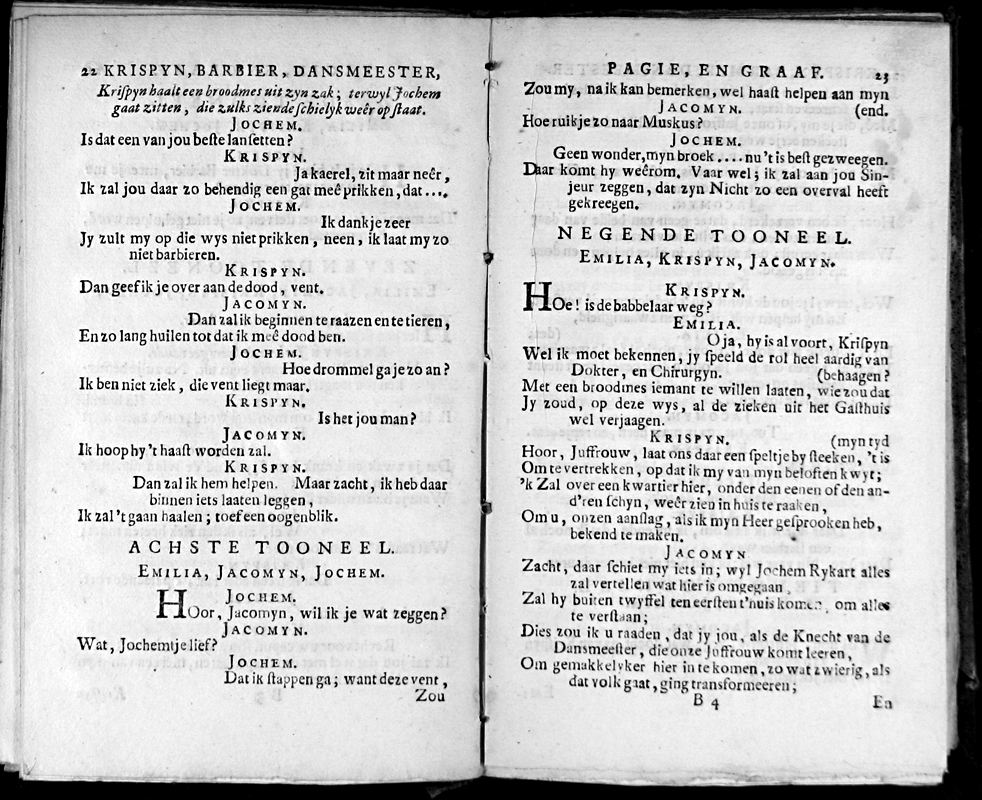 22 KRISPYN, BARBIER, DANSMEESTER,
Krispyn haalt een broodmes uit zyn zak; terwyl Jochem
gaat zitten, die zulks ziende schielyk weêr opstaat.
JOCHEM.
Is dat een van jou beste lansetten?
KRISPYN.
Ja kaerel, zit maar neêr,
Ik zal jou daar zo behendig een gat meê prikken, dat ....
JOCHEM.
Ik dank je zeer
Jy zult my op die wys niet prikken, neen, ik laat my zo
niet barbieren.
KRISPYN.
Dan geef ik je over aan de dood, vent.
JACOMYN.
Dan zal ik beginnen te raazen en te tieren,
En zo lang huilen tot dat ik meê dood ben.
JOCHEM.
Hoe drommel ga je zo an?
Ik ben niet ziek, die vent liegt maar.
KRISPYN.
Is het jou man?
JACOMYN.
Ik hoop hy 't haast worden zal.
KRISPYN.
Dan zal ik hem helpen. Maar zacht, ik heb daar
binnen iets laaten leggen,
Ik zal 't gaan haalen; toef een oogenblik.
ACHSTE TOONEEL.
EMILIA, JACOMYN, JOCHEM.
JOCHEM.
HOor, Jacomyn, wil ik je wat zeggen?
JACOMYN.
Wat, Jochemtje lief?
JOCHEM.
Dat ik stappen ga; want deze vent,
Zou
PAGIE, EN GRAAF. 23
Zou my, na ik kan bemerken, wel haast helpen aan myn
JACOMYN. (end.
Hoe ruik je zo naar Muskus?
JOCHEM.
Geen wonder, myn broek .... nu 't is best gezweegen.
Daar komt hy weêrom. Vaar wel; ik zal aan jou Sin-
jeur zeggen, dat zyn Nicht zo een overval heeft
gekreegen.
NEGENDE TOONEEL.
EMILIA, KRISPYN, JACOMYN.
KRISPYN.
HOe! is de babbelaar weg?
EMILIA.
Oja, hy is al voort, Krispyn
Wel ik moet bekennen, jy speeld de rol heel aardig van
Dokter, en Chirurgyn. (behaagen?
Met een broodmes iemant te willen laaten, wie zou dat
Jy zoud, op deze wys, al de zieken uit het Gasthuis
wel verjaagen.
KRISPYN. (myn tyd
Hoor, Juffrouw, laat ons daar een speltje by steeken, 't is
Om te vertrekken, op dat ik my van myn beloften kwyt;
'k Zal over een kwartier hier, onder den eenen of den an-
d'ren schyn, weêr zien in huis te raaken,
Om u, onzen aanslag, als ik myn Heer gesprooken heb,
bekend te maken.
JACOMYN
Zacht, daar schiet my iets in; wyl Jochem Rykart alles
zal vertellen wat hier is omgegaan,
Zal hy buiten twyffel ten eersten t'huis komen, om alles
te verstaan;
Dies zou ik u raaden, dat jy jou, als de Knecht van de
Dansmeester, die onze Juffrouw komt leeren,
Om gemakkelyker hier in te komen, zo wat zwierig, als
dat volk gaat, ging transformeeren;
B 4 En